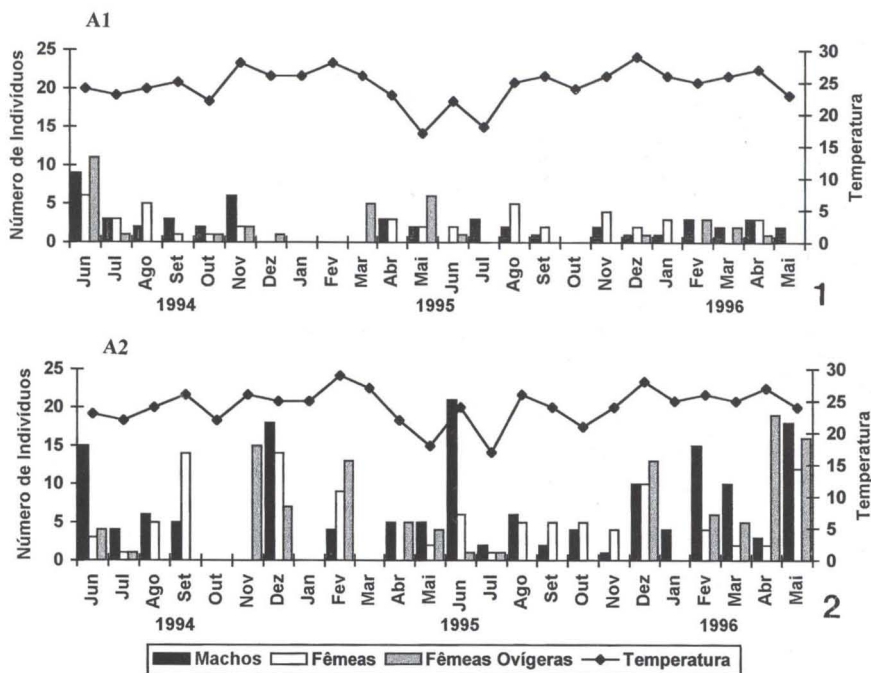 A1
Número de Indivíduos
25
20
15
10
5
0
30
25
20
15
10
5
0
Temperatura
Jun Jul Ago Set Out Nov Dez Jan Fev Mar Abr Mai Jun Jul Ago Set Out Nov Dez Jan Fev Mar Abr Mai
1994 1995 1996
1
A2
Número de Indivíduos
25
20
15
10
5
0
30
25
20
15
10
5
0
Temperatura
Jun Jul Ago Set Out Nov Dez Jan Fev Mar Abr Mai Jun Jul Ago Set Out Nov Dez Jan Fev Mar Abr Mai
1994 1995 1996
2
Machos Fêmeas Fêmeas Ovígeras Temperatura